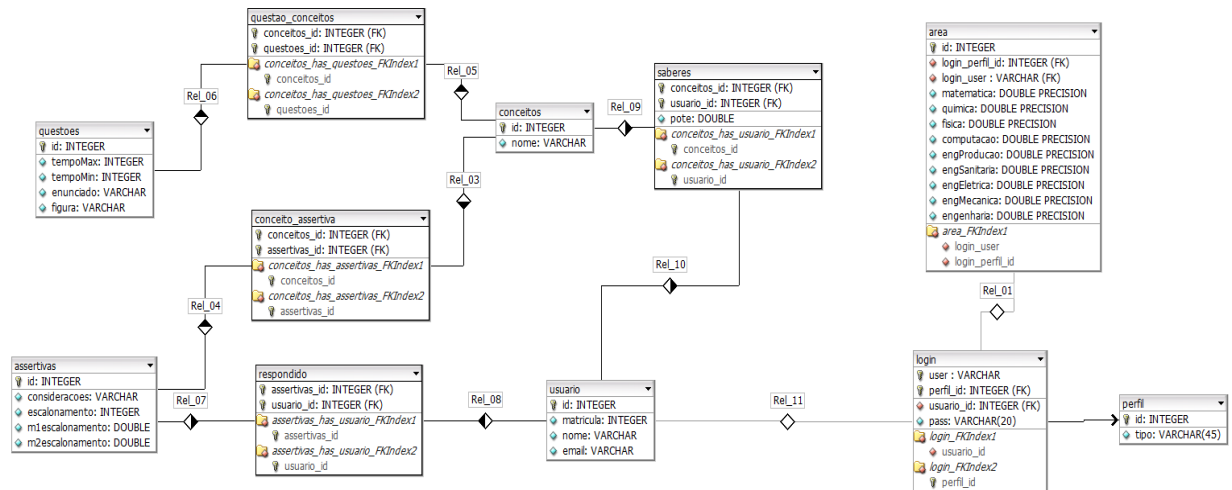 questao_conceitos
conceitos_id: INTEGER (FK)
questoes_id: INTEGER (FK)
conceitos_has_questoes_FKIndex1
conceitos_id
conceitos_has_questoes_FKIndex2
questoes_id
Rel_06
Rel_05
questoes
id: INTEGER
tempoMax: INTEGER
tempoMin: INTEGER
enunciado: VARCHAR
figura: VARCHAR
conceitos
id: INTEGER
nome: VARCHAR
Rel_09
saberes
conceitos_id: INTEGER (FK)
usuario_id: INTEGER (FK)
pote: DOUBLE
conceitos_has_usuario_FKIndex1
conceitos_id
conceitos_has_usuario_FKIndex2
usuario_id
area
id: INTEGER
login_perfil_id: INTEGER (FK)
login_user : VARCHAR (FK)
matematica: DOUBLE PRECISION
quimica: DOUBLE PRECISION
fisica: DOUBLE PRECISION
computacao: DOUBLE PRECISION
engProducao: DOUBLE PRECISION
engSanitaria: DOUBLE PRECISION
engEletrica: DOUBLE PRECISION
engMecanica: DOUBLE PRECISION
engenharia: DOUBLE PRECISION
area_FKIndex1
login_user
login_perfil_id
Rel_03
conceito_assertiva
conceitos_id: INTEGER (FK)
assertivas_id: INTEGER (FK)
conceitos_has_assertivas_FKIndex1
conceitos_id
conceitos_has_assertivas_FKIndex2
assertivas_id
Rel_10
Rel_01
Rel_04
assertivas
id: INTEGER
consideracoes: VARCHAR
escalonamento: INTEGER
m1escalonamento: DOUBLE
m2escalonamento: DOUBLE
Rel_07
respondido
assertivas_id: INTEGER (FK)
usuario_id: INTEGER (FK)
assertivas_has_usuario_FKIndex1
assertivas_id
assertivas_has_usuario_FKIndex2
usuario_id
Rel_08
usuario
id: INTEGER
matricula: INTEGER
nome: VARCHAR
email: VARCHAR
Rel_11
login
user : VARCHAR
perfil_id: INTEGER (FK)
usuario_id: INTEGER (FK)
pass: VARCHAR(20)
login_FKIndex1
usuario_id
login_FKIndex2
perfil_id
perfil
id: INTEGER
tipo: VARCHAR(45)